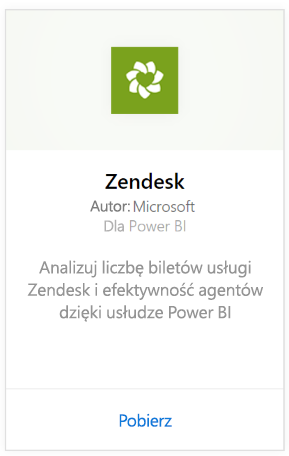 Zendesk
Autor: Microsoft
Dla Power BI
Analizuj liczbę biletów usługi
Zendesk i efektywność agentów
dzięki usłudze Power BI
Pobierz